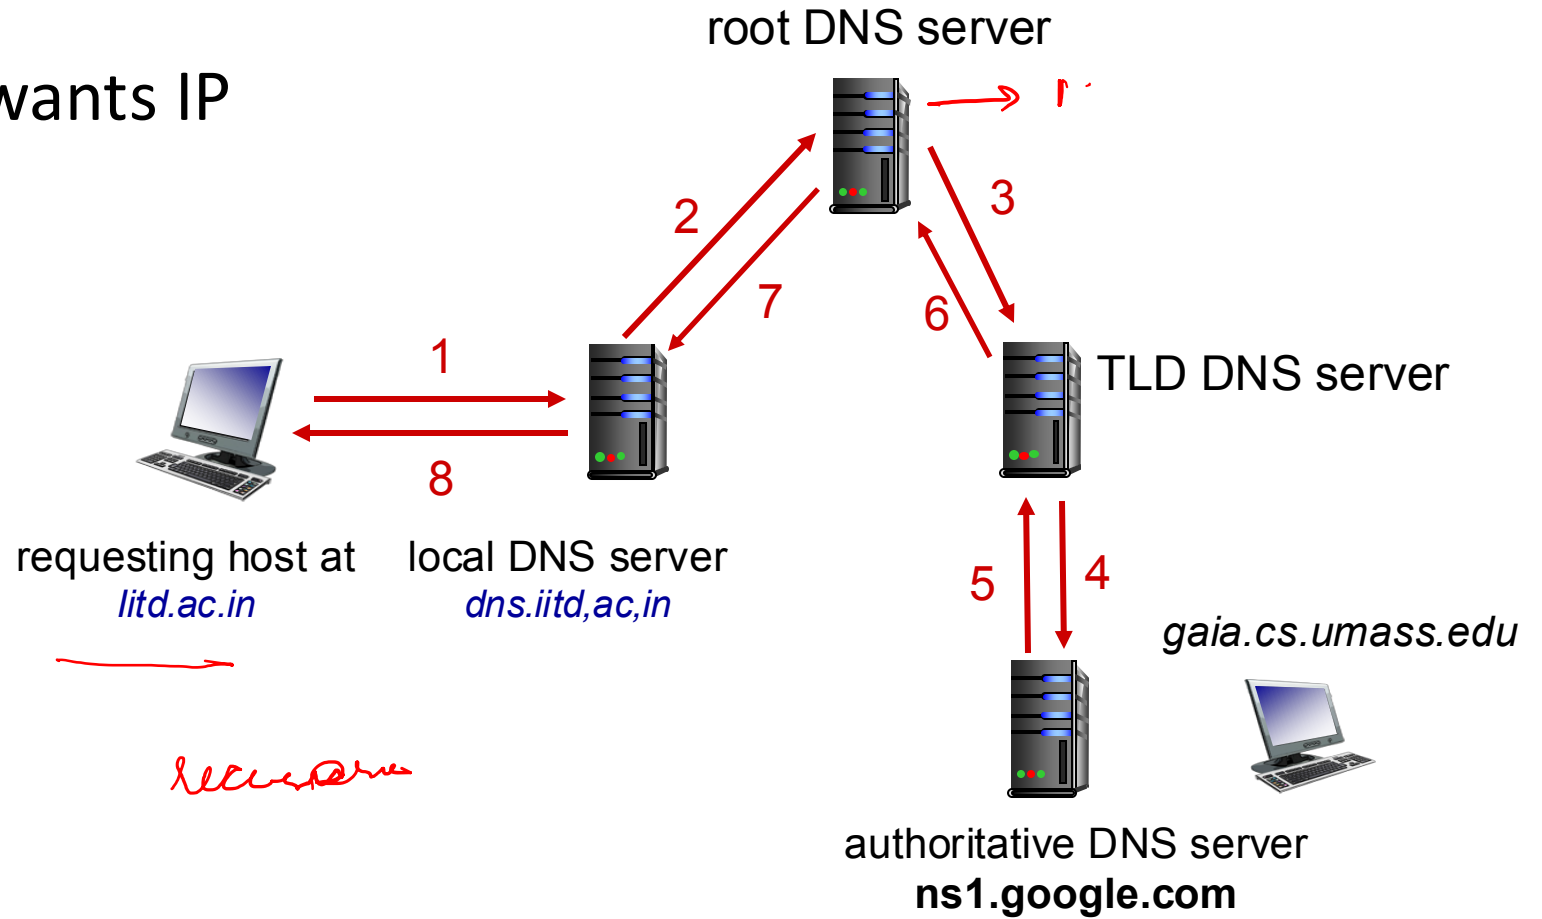 root DNS server
wants IP
2
3
7
6
1
TLD DNS server
8
requesting host at
local DNS server
Iitd.ac.in
dns.iitd,ac,in
5
4
gaia.cs.umass.edu
authoritative DNS server
ns1.google.com